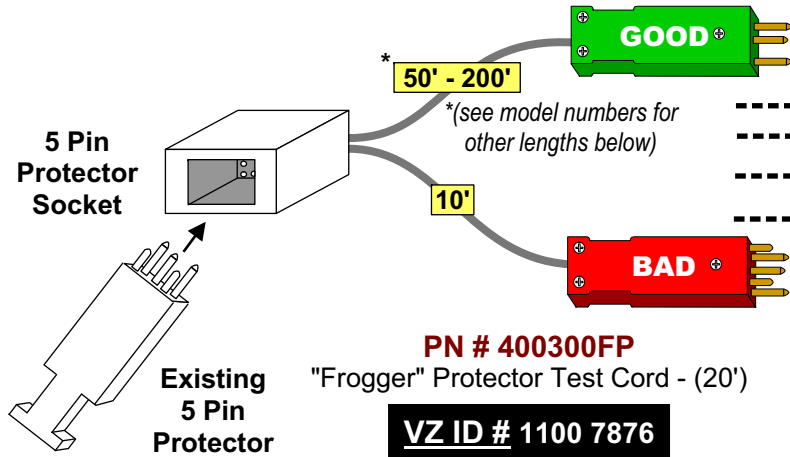 GOOD
* 50' - 200'
*(see model numbers for
other lengths below)
5 Pin
Protector
Socket
10'
BAD
PN # 400300FP
"Frogger" Protector Test Cord - (20')
Existing
5 Pin
Protector
VZ ID # 1100 7876